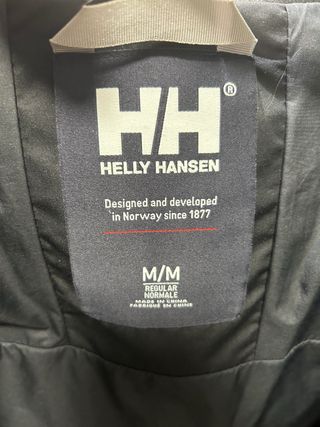 HH®
HELLY HANSEN
Designed and developed
in Norway since 1877
M/M
REGULAR
NORMALE
MADE IN CHINA
FABRIQUÉ EN CHINE